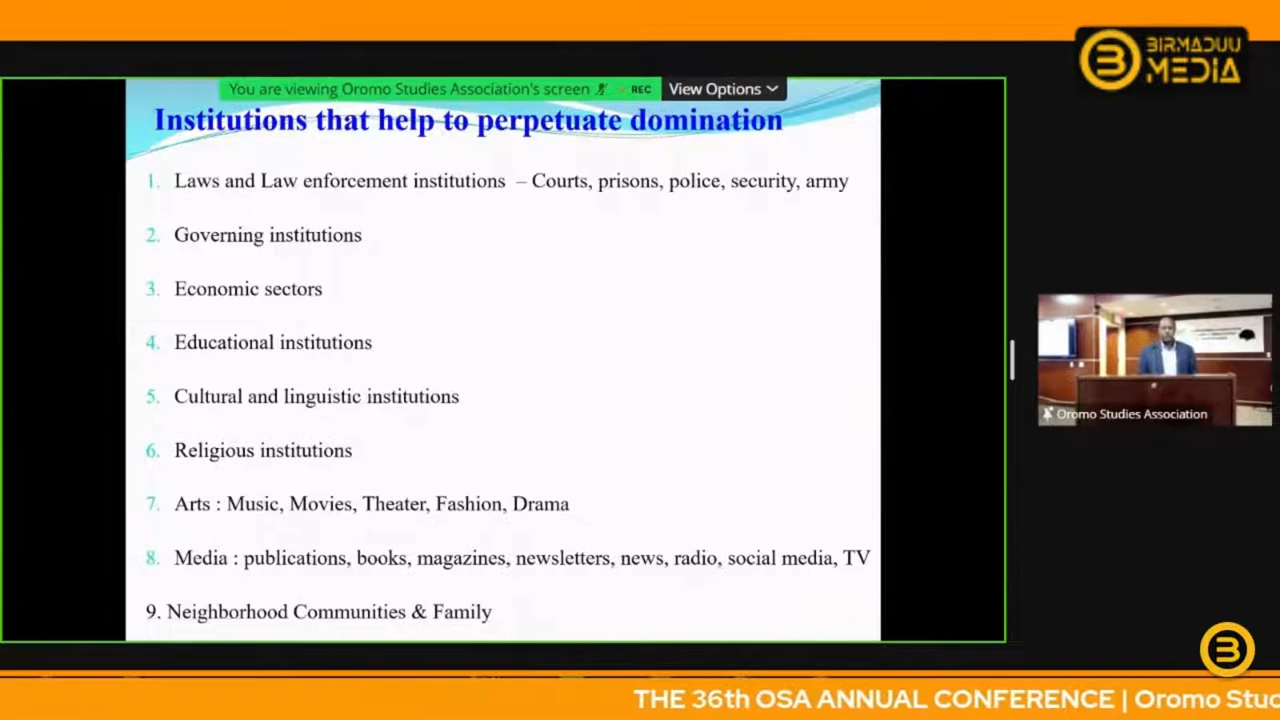 BIRMADUU
MEDIA
You are viewing Oromo Studies Association's screen REC View Options
Institutions that help to perpetuate domination
1. Laws and Law enforcement institutions – Courts, prisons, police, security, army
2. Governing institutions
3. Economic sectors
4. Educational institutions
5. Cultural and linguistic institutions
6. Religious institutions
7. Arts : Music, Movies, Theater, Fashion, Drama
8. Media : publications, books, magazines, newsletters, news, radio, social media, TV
9. Neighborhood Communities & Family
Oromo Studies Association
THE 36th OSA ANNUAL CONFERENCE | Oromo Stud